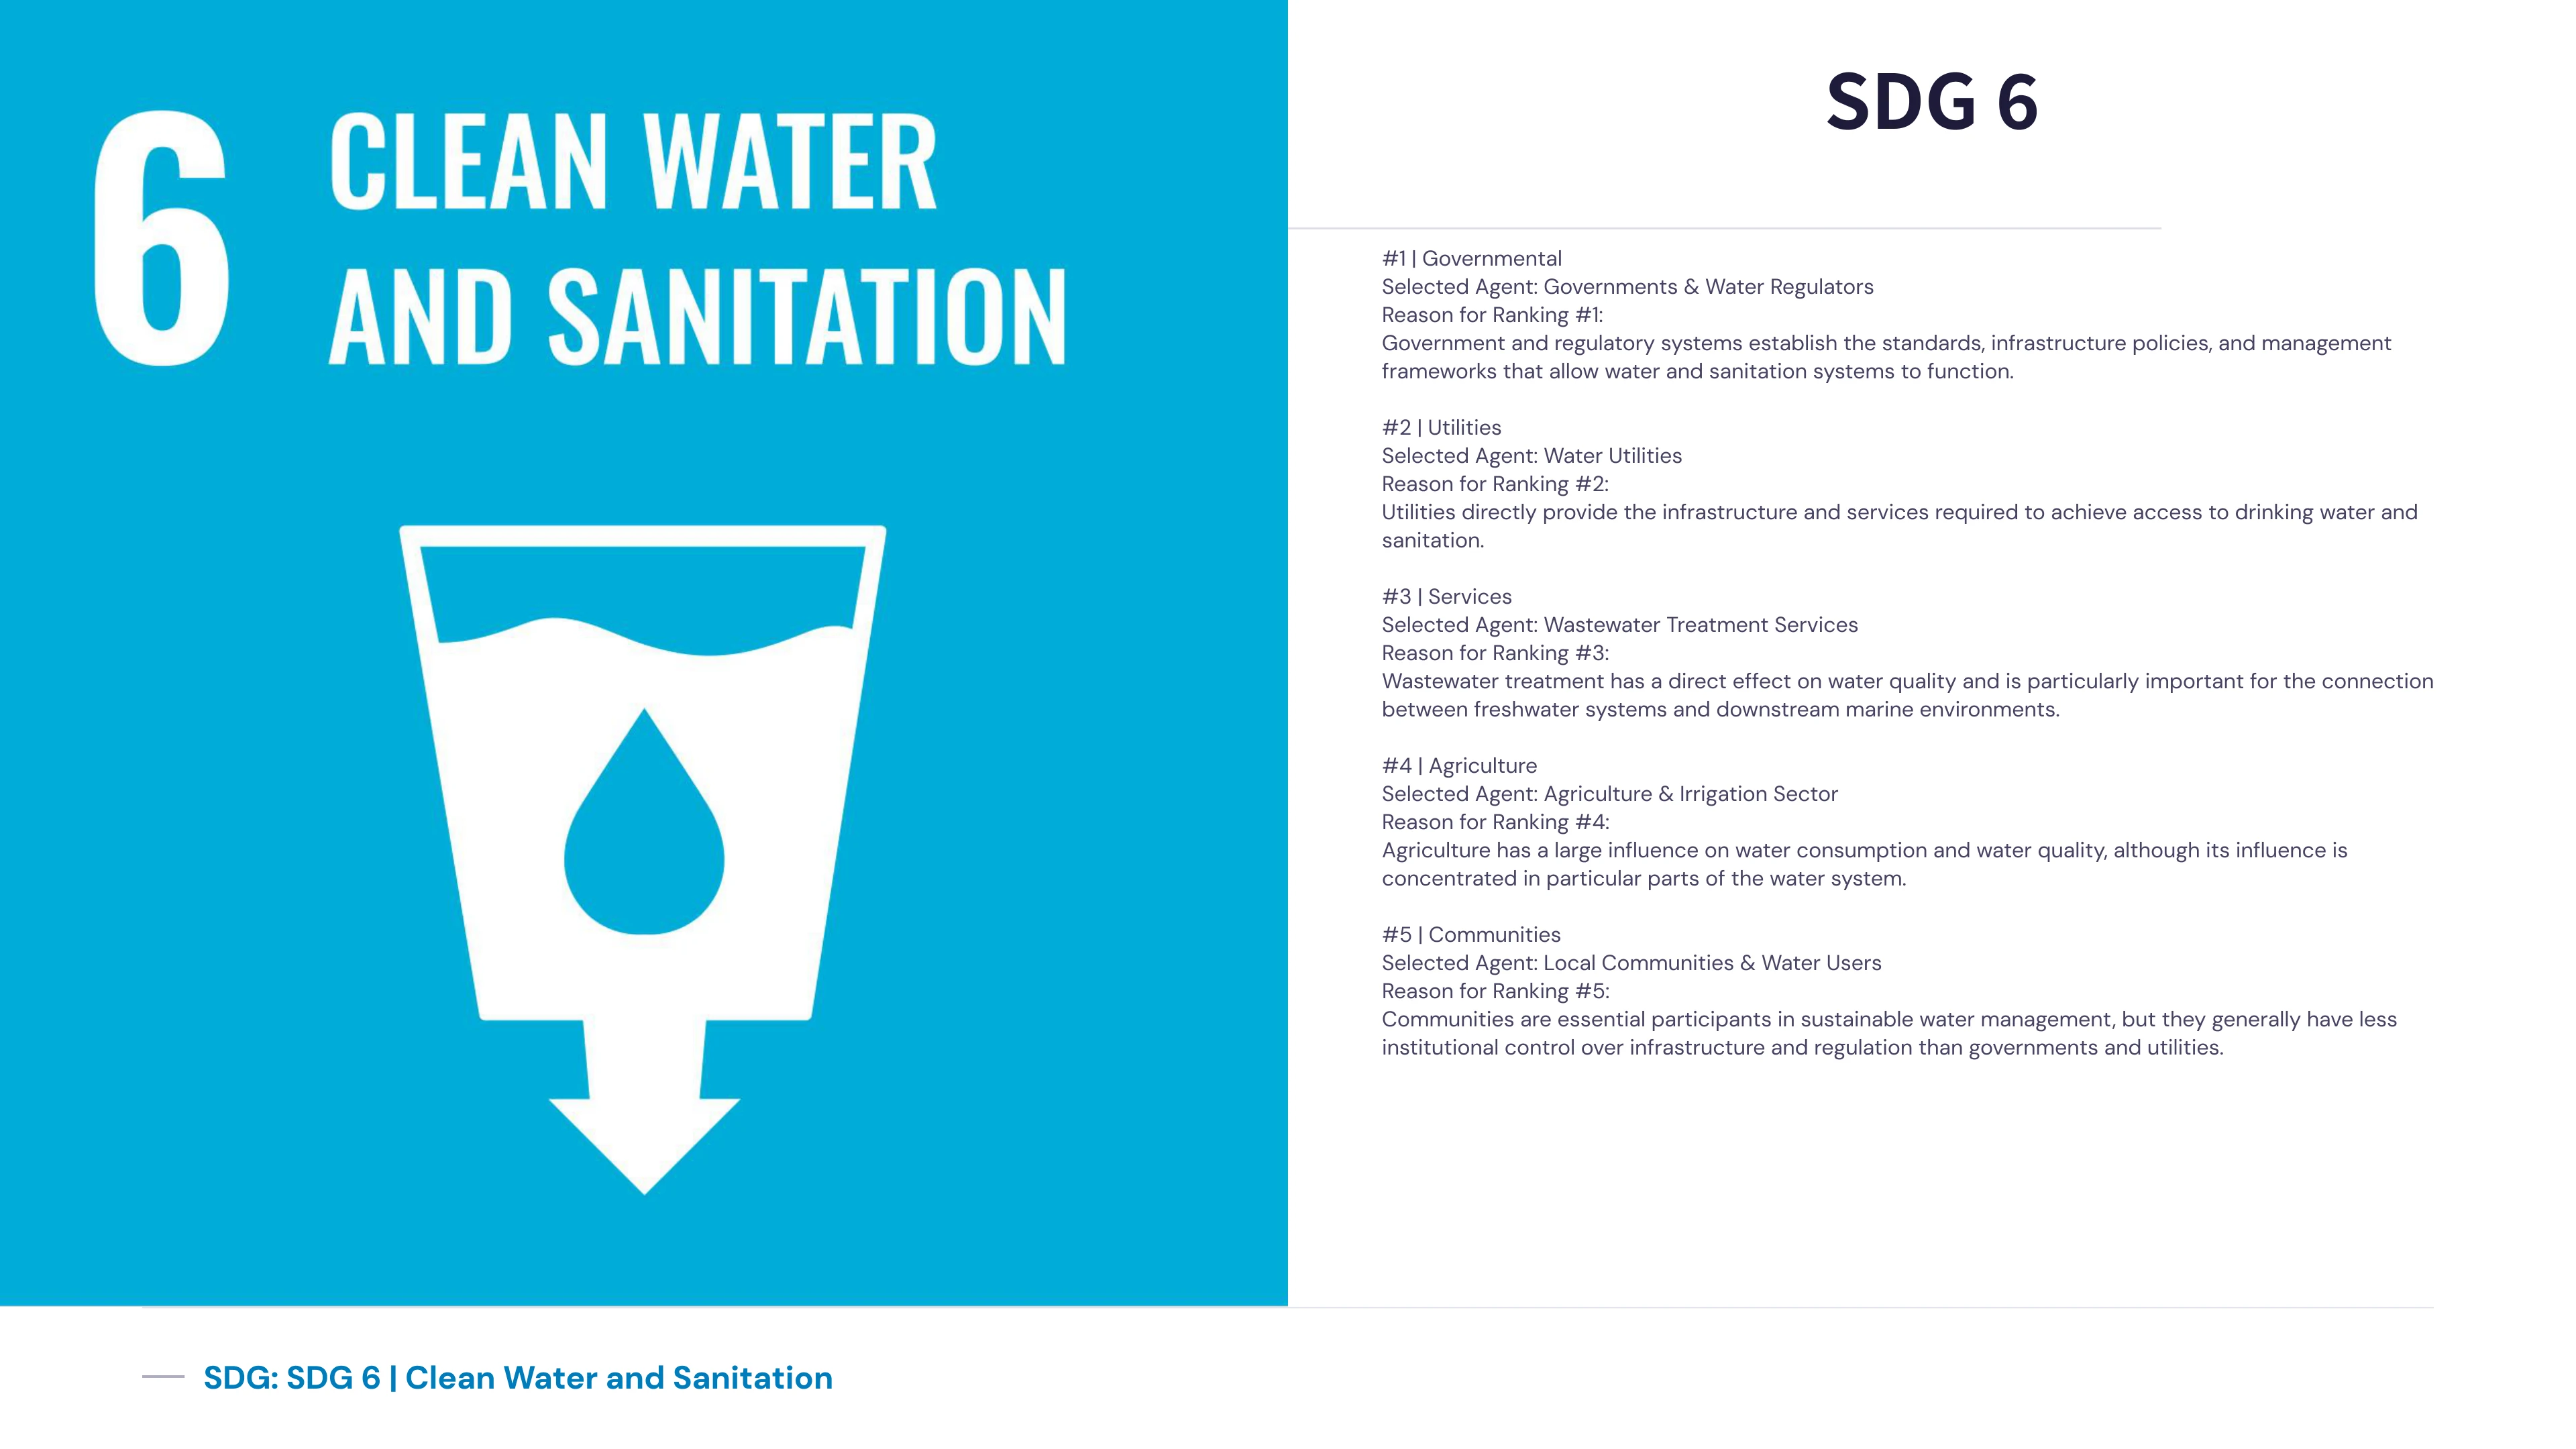 6
CLEAN WATER
AND SANITATION
SDG 6
#1 | Governmental
Selected Agent: Governments & Water Regulators
Reason for Ranking #1:
Government and regulatory systems establish the standards, infrastructure policies, and management
frameworks that allow water and sanitation systems to function.
#2 | Utilities
Selected Agent: Water Utilities
Reason for Ranking #2:
Utilities directly provide the infrastructure and services required to achieve access to drinking water and
sanitation.
#3 | Services
Selected Agent: Wastewater Treatment Services
Reason for Ranking #3:
Wastewater treatment has a direct effect on water quality and is particularly important for the connection
between freshwater systems and downstream marine environments.
#4 | Agriculture
Selected Agent: Agriculture & Irrigation Sector
Reason for Ranking #4:
Agriculture has a large influence on water consumption and water quality, although its influence is
concentrated in particular parts of the water system.
#5 | Communities
Selected Agent: Local Communities & Water Users
Reason for Ranking #5:
Communities are essential participants in sustainable water management, but they generally have less
institutional control over infrastructure and regulation than governments and utilities.
SDG: SDG 6 | Clean Water and Sanitation